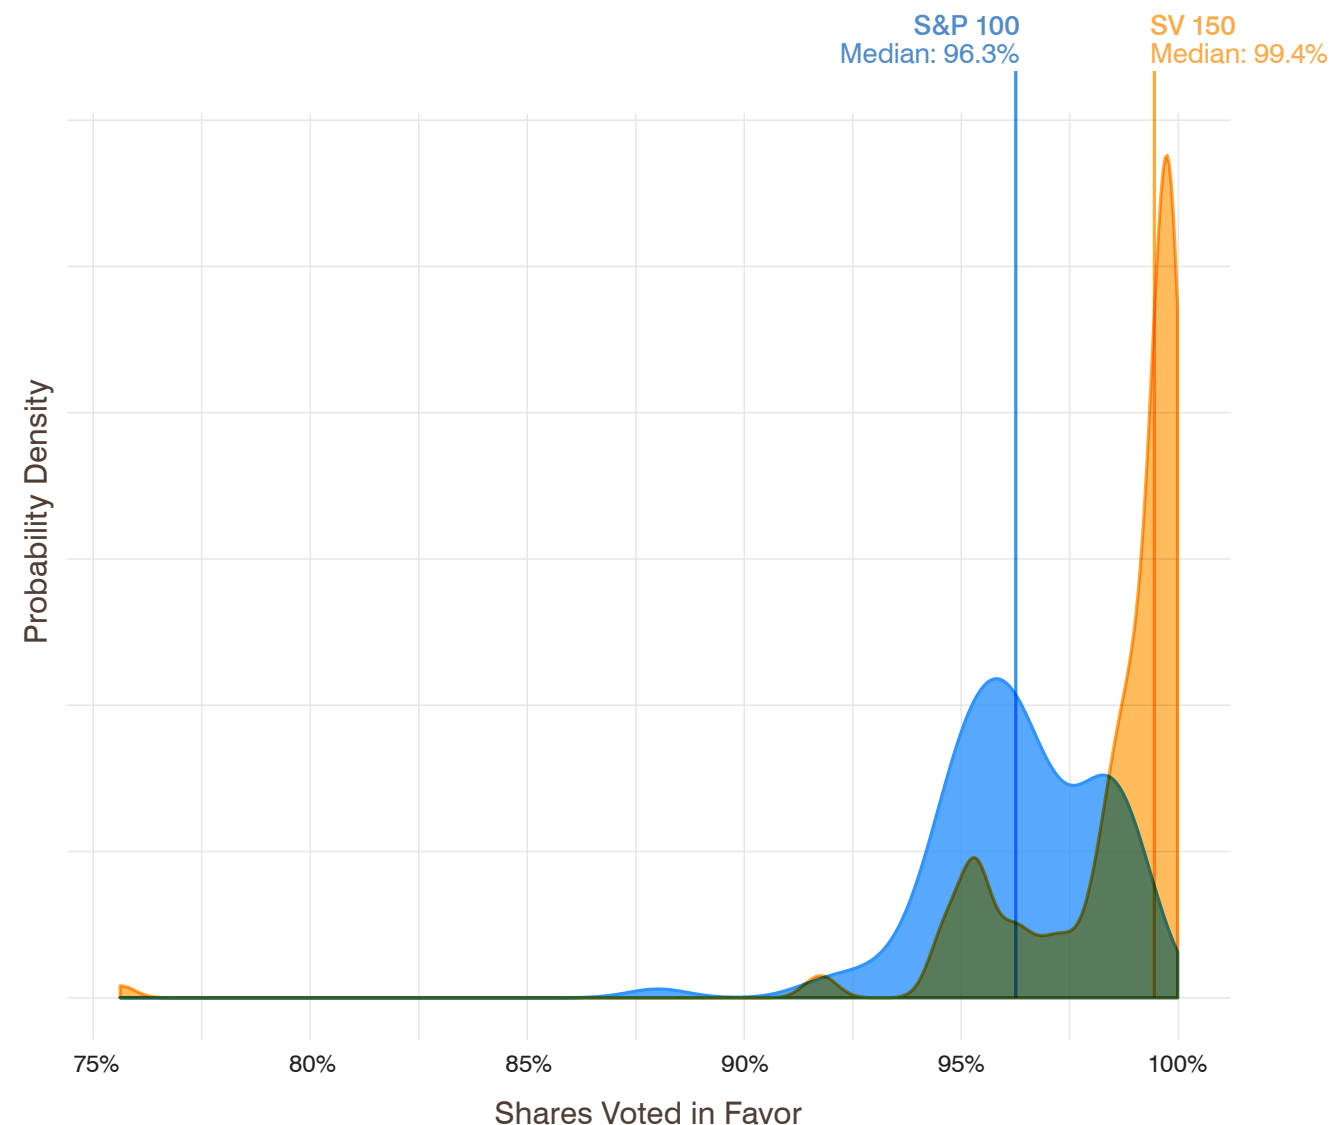 S&P 100
Median: 96.3%
SV 150
Median: 99.4%
Probability Density
75%
80%
85%
90%
95%
100%
Shares Voted in Favor